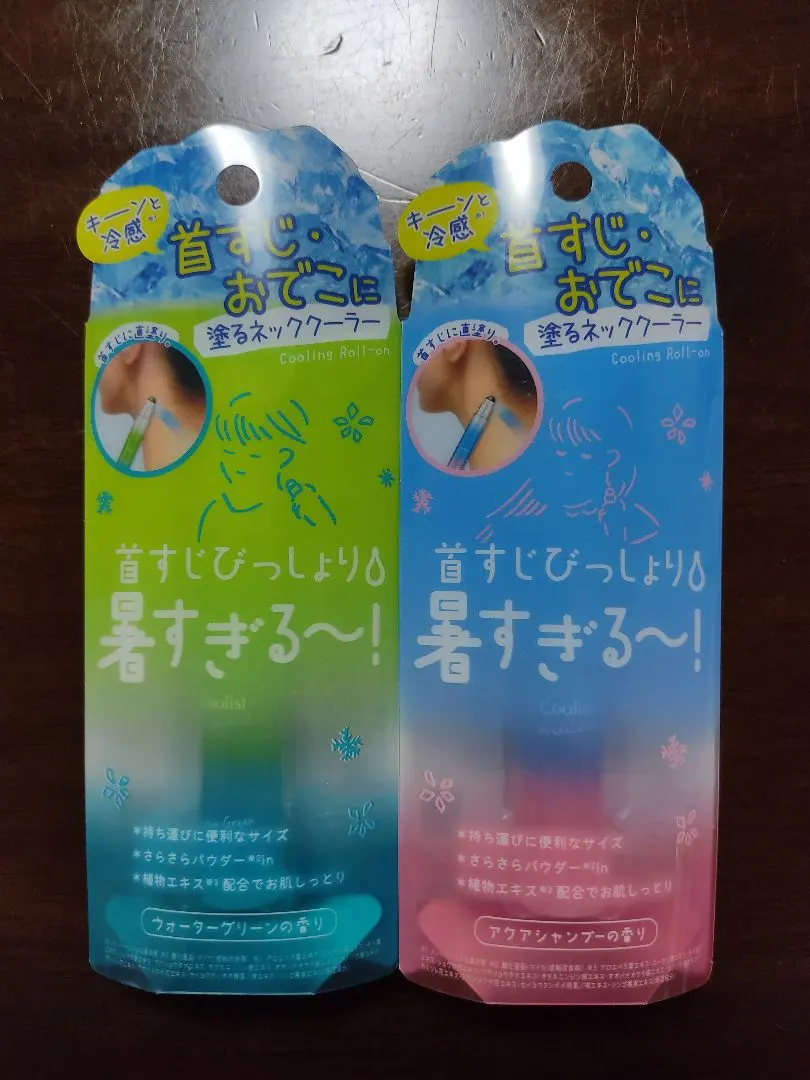 キーンと
冷感※1
首すじ・
おでこに
塗るネッククーラー
Cooling Roll-on
首すじに直塗り。
首すじびっしょり
暑すぎる〜!
oolist
*持ち運びに便利なサイズ
*さらさらパウダー※2in
*植物エキス※3配合でお肌しっとり
ウォーターグリーンの香り
キーンと
冷感※1
首すじ・
おでこに
塗るネッククーラー
Cooling Roll-on
首すじに直塗り。
首すじびっしょり
暑すぎる〜!
Coolis
*持ち運びに便利なサイズ
*さらさらパウダー※2in
*植物エキス※3配合でお肌しっとり
アクアシャンプーの香り